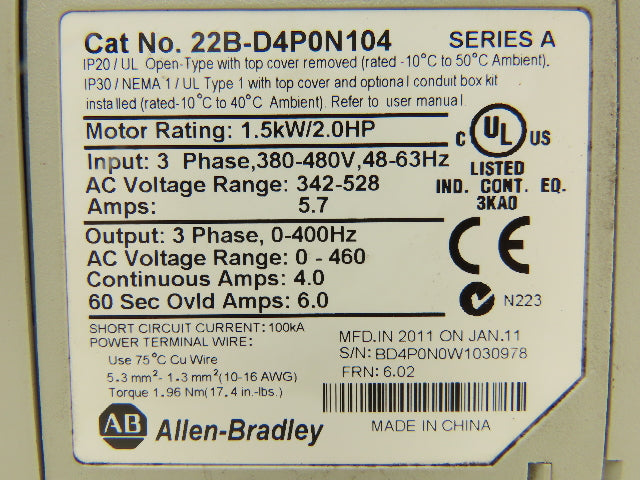 Cat No. 22B-D4P0N104 SERIES A
IP20 / UL Open-Type with top cover removed (rated -10°C to 50°C Ambient).
IP30 / NEMA 1 / UL Type 1 with top cover and optional conduit box kit
installed (rated-10°C to 40°C Ambient). Refer to user manual.
Motor Rating: 1.5kW/2.0HP
C UL US
LISTED
IND. CONT. EQ.
3KAQ
Input: 3 Phase,380-480V,48-63Hz
AC Voltage Range: 342-528
Amps: 5.7
Output: 3 Phase, 0-400Hz
AC Voltage Range: 0 - 460
Continuous Amps: 4.0
60 Sec Ovld Amps: 6.0
CE
N223
SHORT CIRCUIT CURRENT: 100kA
POWER TERMINAL WIRE:
Use 75°C Cu Wire
5.3 mm²- 1.3 mm²(10-16 AWG)
Torque 1.96 Nm(17.4 in.-lbs.)
MFD.IN 2011 ON JAN.11
S/N: BD4P0N0W1030978
FRN: 6.02
MADE IN CHINA
AB Allen-Bradley